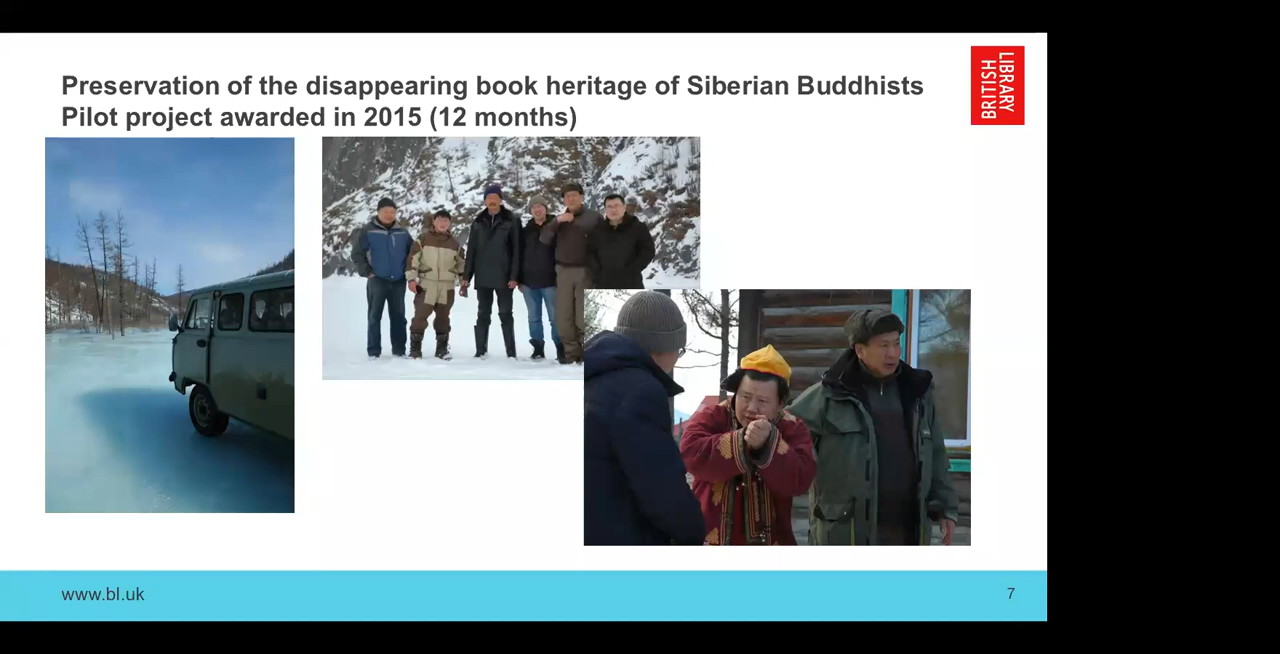 Preservation of the disappearing book heritage of Siberian Buddhists
Pilot project awarded in 2015 (12 months)
LIBRARY
BRITISH
www.bl.uk
7